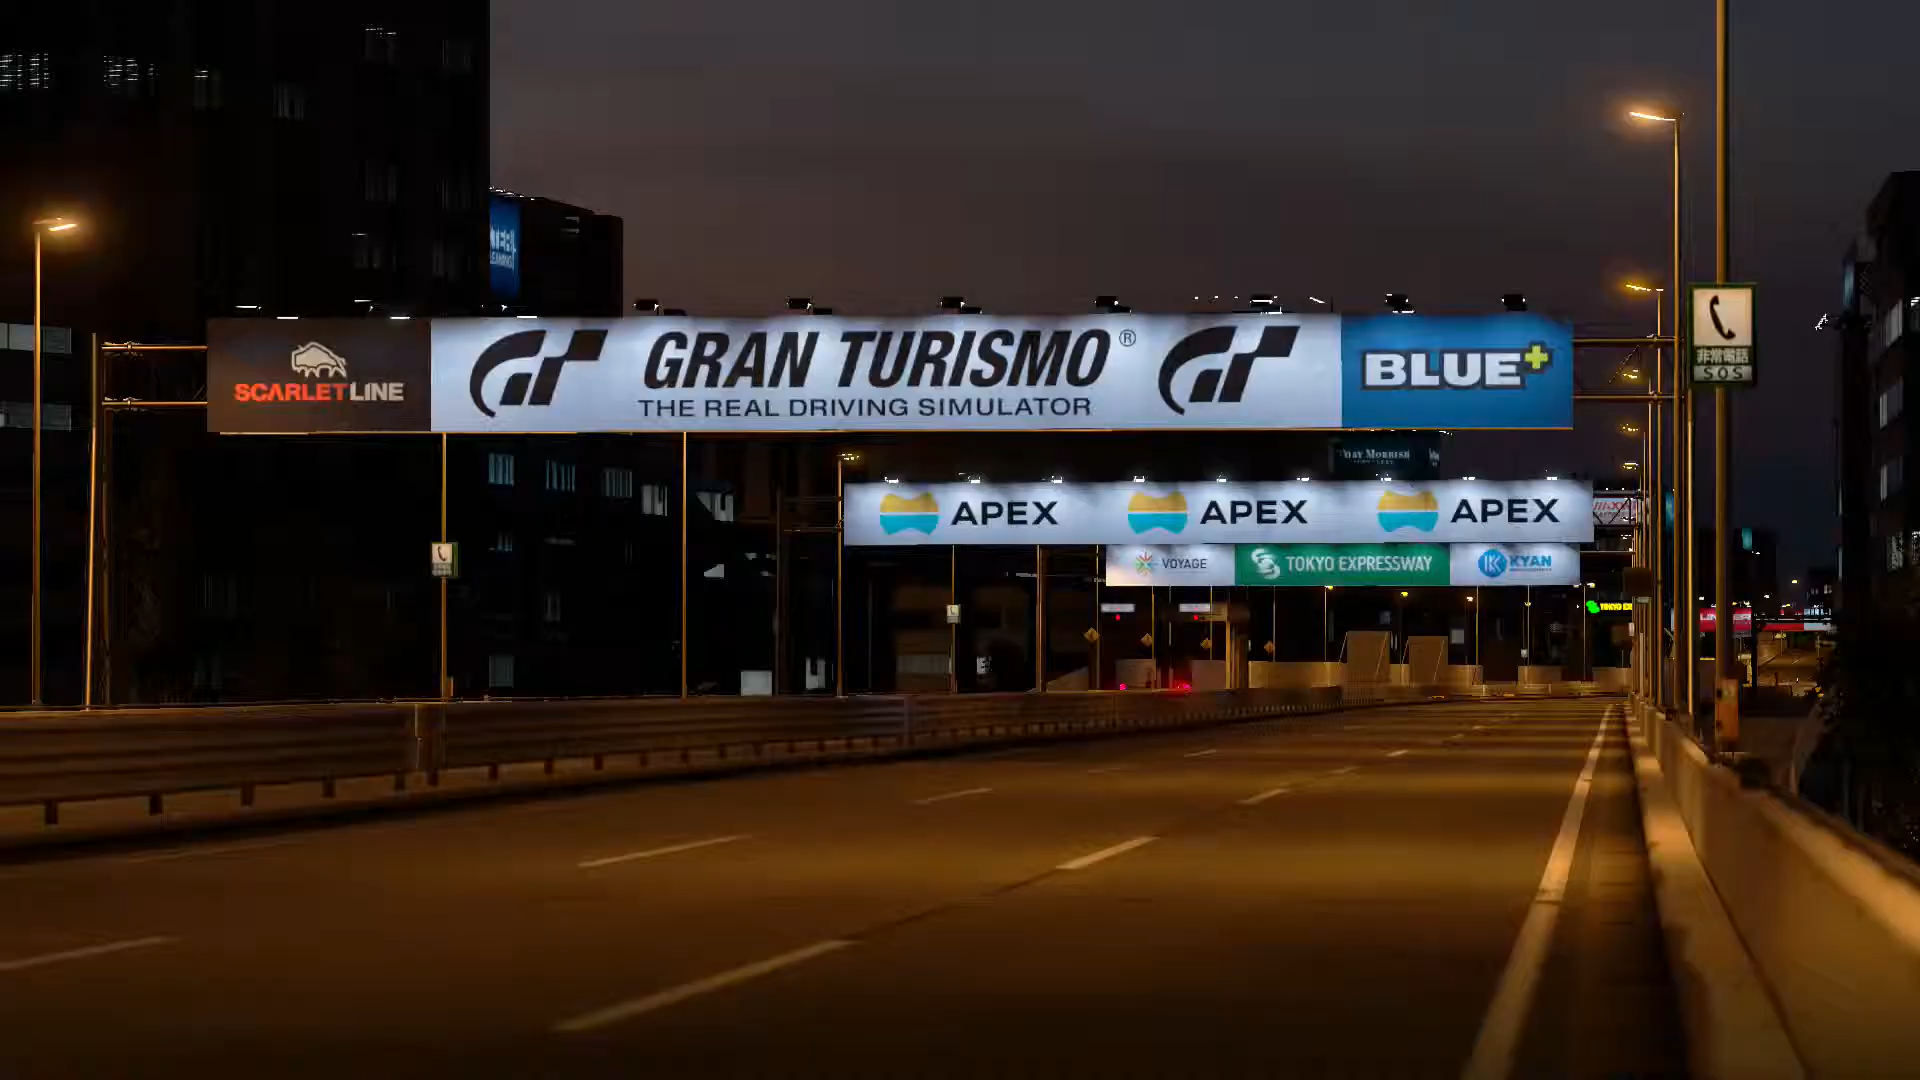 SCARLETLINE
GRAN TURISMO®
THE REAL DRIVING SIMULATOR
BLUE+
非常電話
SOS
APEX
APEX
APEX
VOYAGE
TOKYO EXPRESSWAY
KYAN